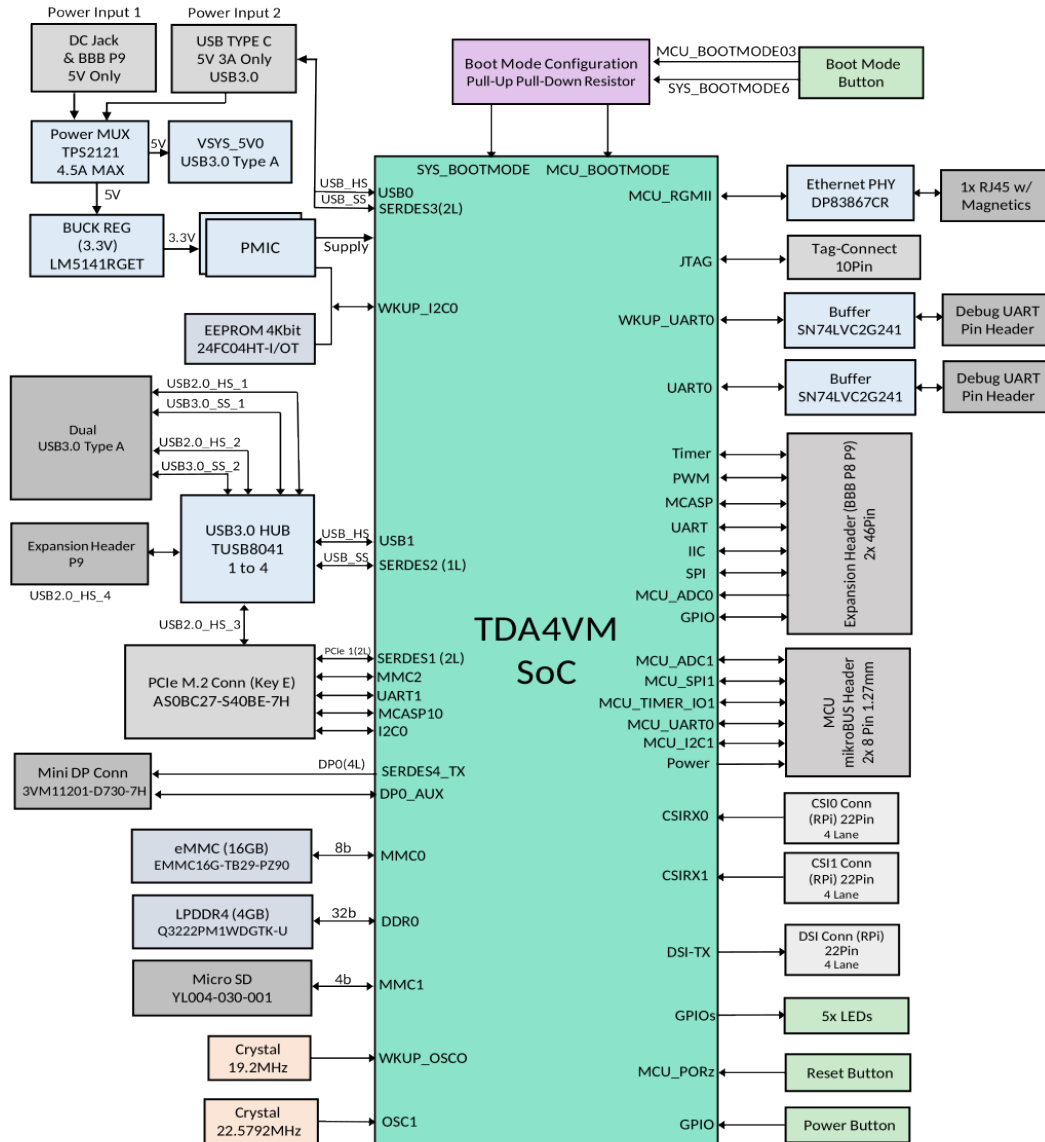 Power Input 1
Power Input 2
DC Jack
& BBB P9
5V Only
USB TYPE C
5V 3A Only
USB3.0
Boot Mode Configuration
Pull-Up Pull-Down Resistor
MCU_BOOTMODE03
SYS_BOOTMODE6
Boot Mode
Button
Power MUX
TPS2121
4.5A MAX
5V
VSYS_5V0
USB3.0 Type A
5V
BUCK REG
(3.3V)
LM5141RGET
3.3V
PMIC
Supply
EEPROM 4Kbit
24FC04HT-I/OT
USB_HS
USB_SS
SYS_BOOTMODE
MCU_BOOTMODE
USB0
SERDES3(2L)
WKUP_I2C0
Dual
USB3.0 Type A
USB2.0_HS_1
USB3.0_SS_1
USB2.0_HS_2
USB3.0_SS_2
USB3.0 HUB
TUSB8041
1 to 4
Expansion Header
P9
USB2.0_HS_4
USB_HS
USB_SS
USB1
SERDES2 (1L)
USB2.0_HS_3
PCIe M.2 Conn (Key E)
AS0BC27-S40BE-7H
PCIe 1(2L)
SERDES1 (2L)
MMC2
UART1
MCASP10
I2C0
Mini DP Conn
3VM11201-D730-7H
DP0(4L)
SERDES4_TX
DP0_AUX
eMMC (16GB)
EMMC16G-TB29-PZ90
8b
MMC0
LPDDR4 (4GB)
Q3222PM1WDGTK-U
32b
DDR0
Micro SD
YL004-030-001
4b
MMC1
Crystal
19.2MHz
WKUP_OSCO
Crystal
22.5792MHz
OSC1
TDA4VM
SoC
MCU_RGMII
Ethernet PHY
DP83867CR
1x RJ45 w/
Magnetics
JTAG
Tag-Connect
10Pin
WKUP_UART0
Buffer
SN74LVC2G241
Debug UART
Pin Header
UART0
Buffer
SN74LVC2G241
Debug UART
Pin Header
Timer
PWM
MCASP
UART
IIC
SPI
MCU_ADC0
GPIO
Expansion Header (BBB P8 P9)
2x 46Pin
MCU_ADC1
MCU_SPI1
MCU_TIMER_IO1
MCU_UART0
MCU_I2C1
Power
MCU
mikroBUS Header
2x 8 Pin 1.27mm
CSIRX0
CSI0 Conn
(RPi) 22Pin
4 Lane
CSIRX1
CSI1 Conn
(RPi) 22Pin
4 Lane
DSI-TX
DSI Conn (RPi)
22Pin
4 Lane
GPIOs
5x LEDs
MCU_PORz
Reset Button
GPIO
Power Button